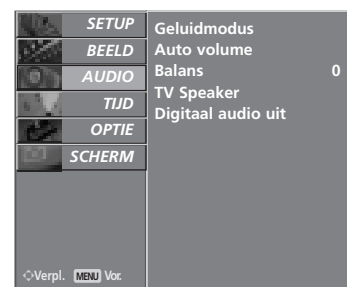 SETUP
BEELD
AUDIO
TIJD
OPTIE
SCHERM
Geluidmodus
Auto volume
Balans 0
TV Speaker
Digitaal audio uit
Verpl. MENU Vor.